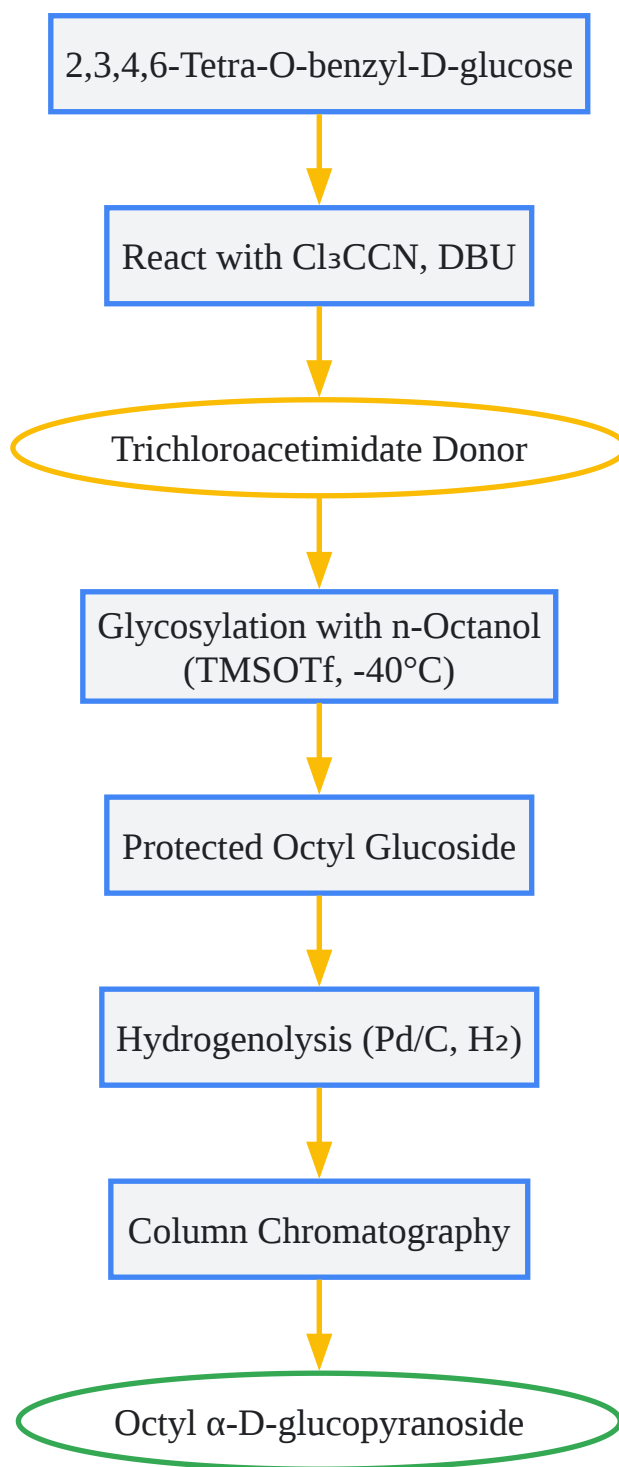 2,3,4,6-Tetra-O-benzyl-D-glucose
React with Cl₃CCN, DBU
Trichloroacetimidate Donor
Glycosylation with n-Octanol
(TMSOTf, -40°C)
Protected Octyl Glucoside
Hydrogenolysis (Pd/C, H₂)
Column Chromatography
Octyl α-D-glucopyranoside